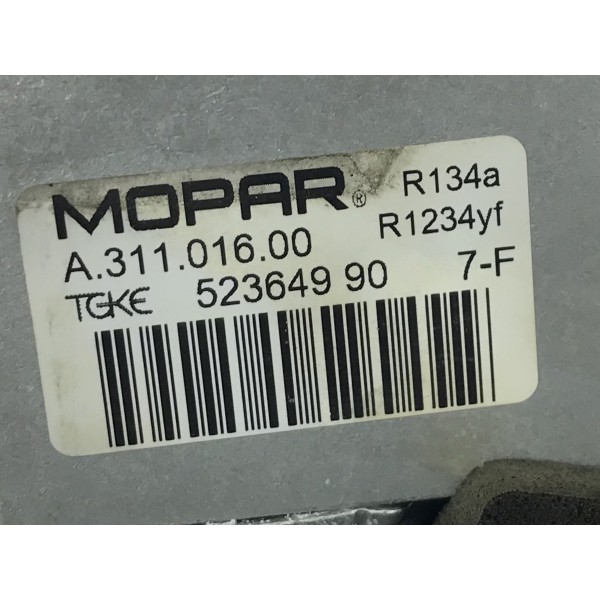 MOPAR® R134a
A.311.016.00 R1234yf
TGKE 523649 90 7-F